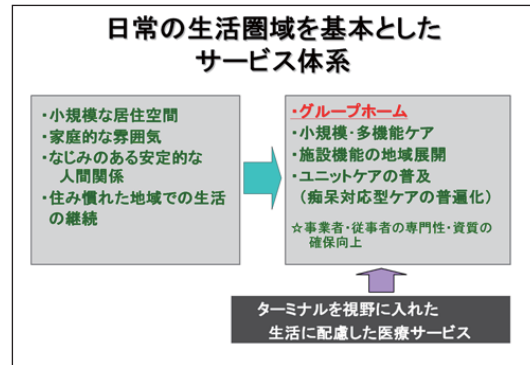 日常の生活圏域を基本とした
サービス体系
・小規模な居住空間
・家庭的な雰囲気
・なじみのある安定的な
人間関係
・住み慣れた地域での生活
の継続
・グループホーム
・小規模・多機能ケア
・施設機能の地域展開
・ユニットケアの普及
(痴呆対応型ケアの普遍化)
☆事業者・従事者の専門性・資質の
確保向上
ターミナルを視野に入れた
生活に配慮した医療サービス